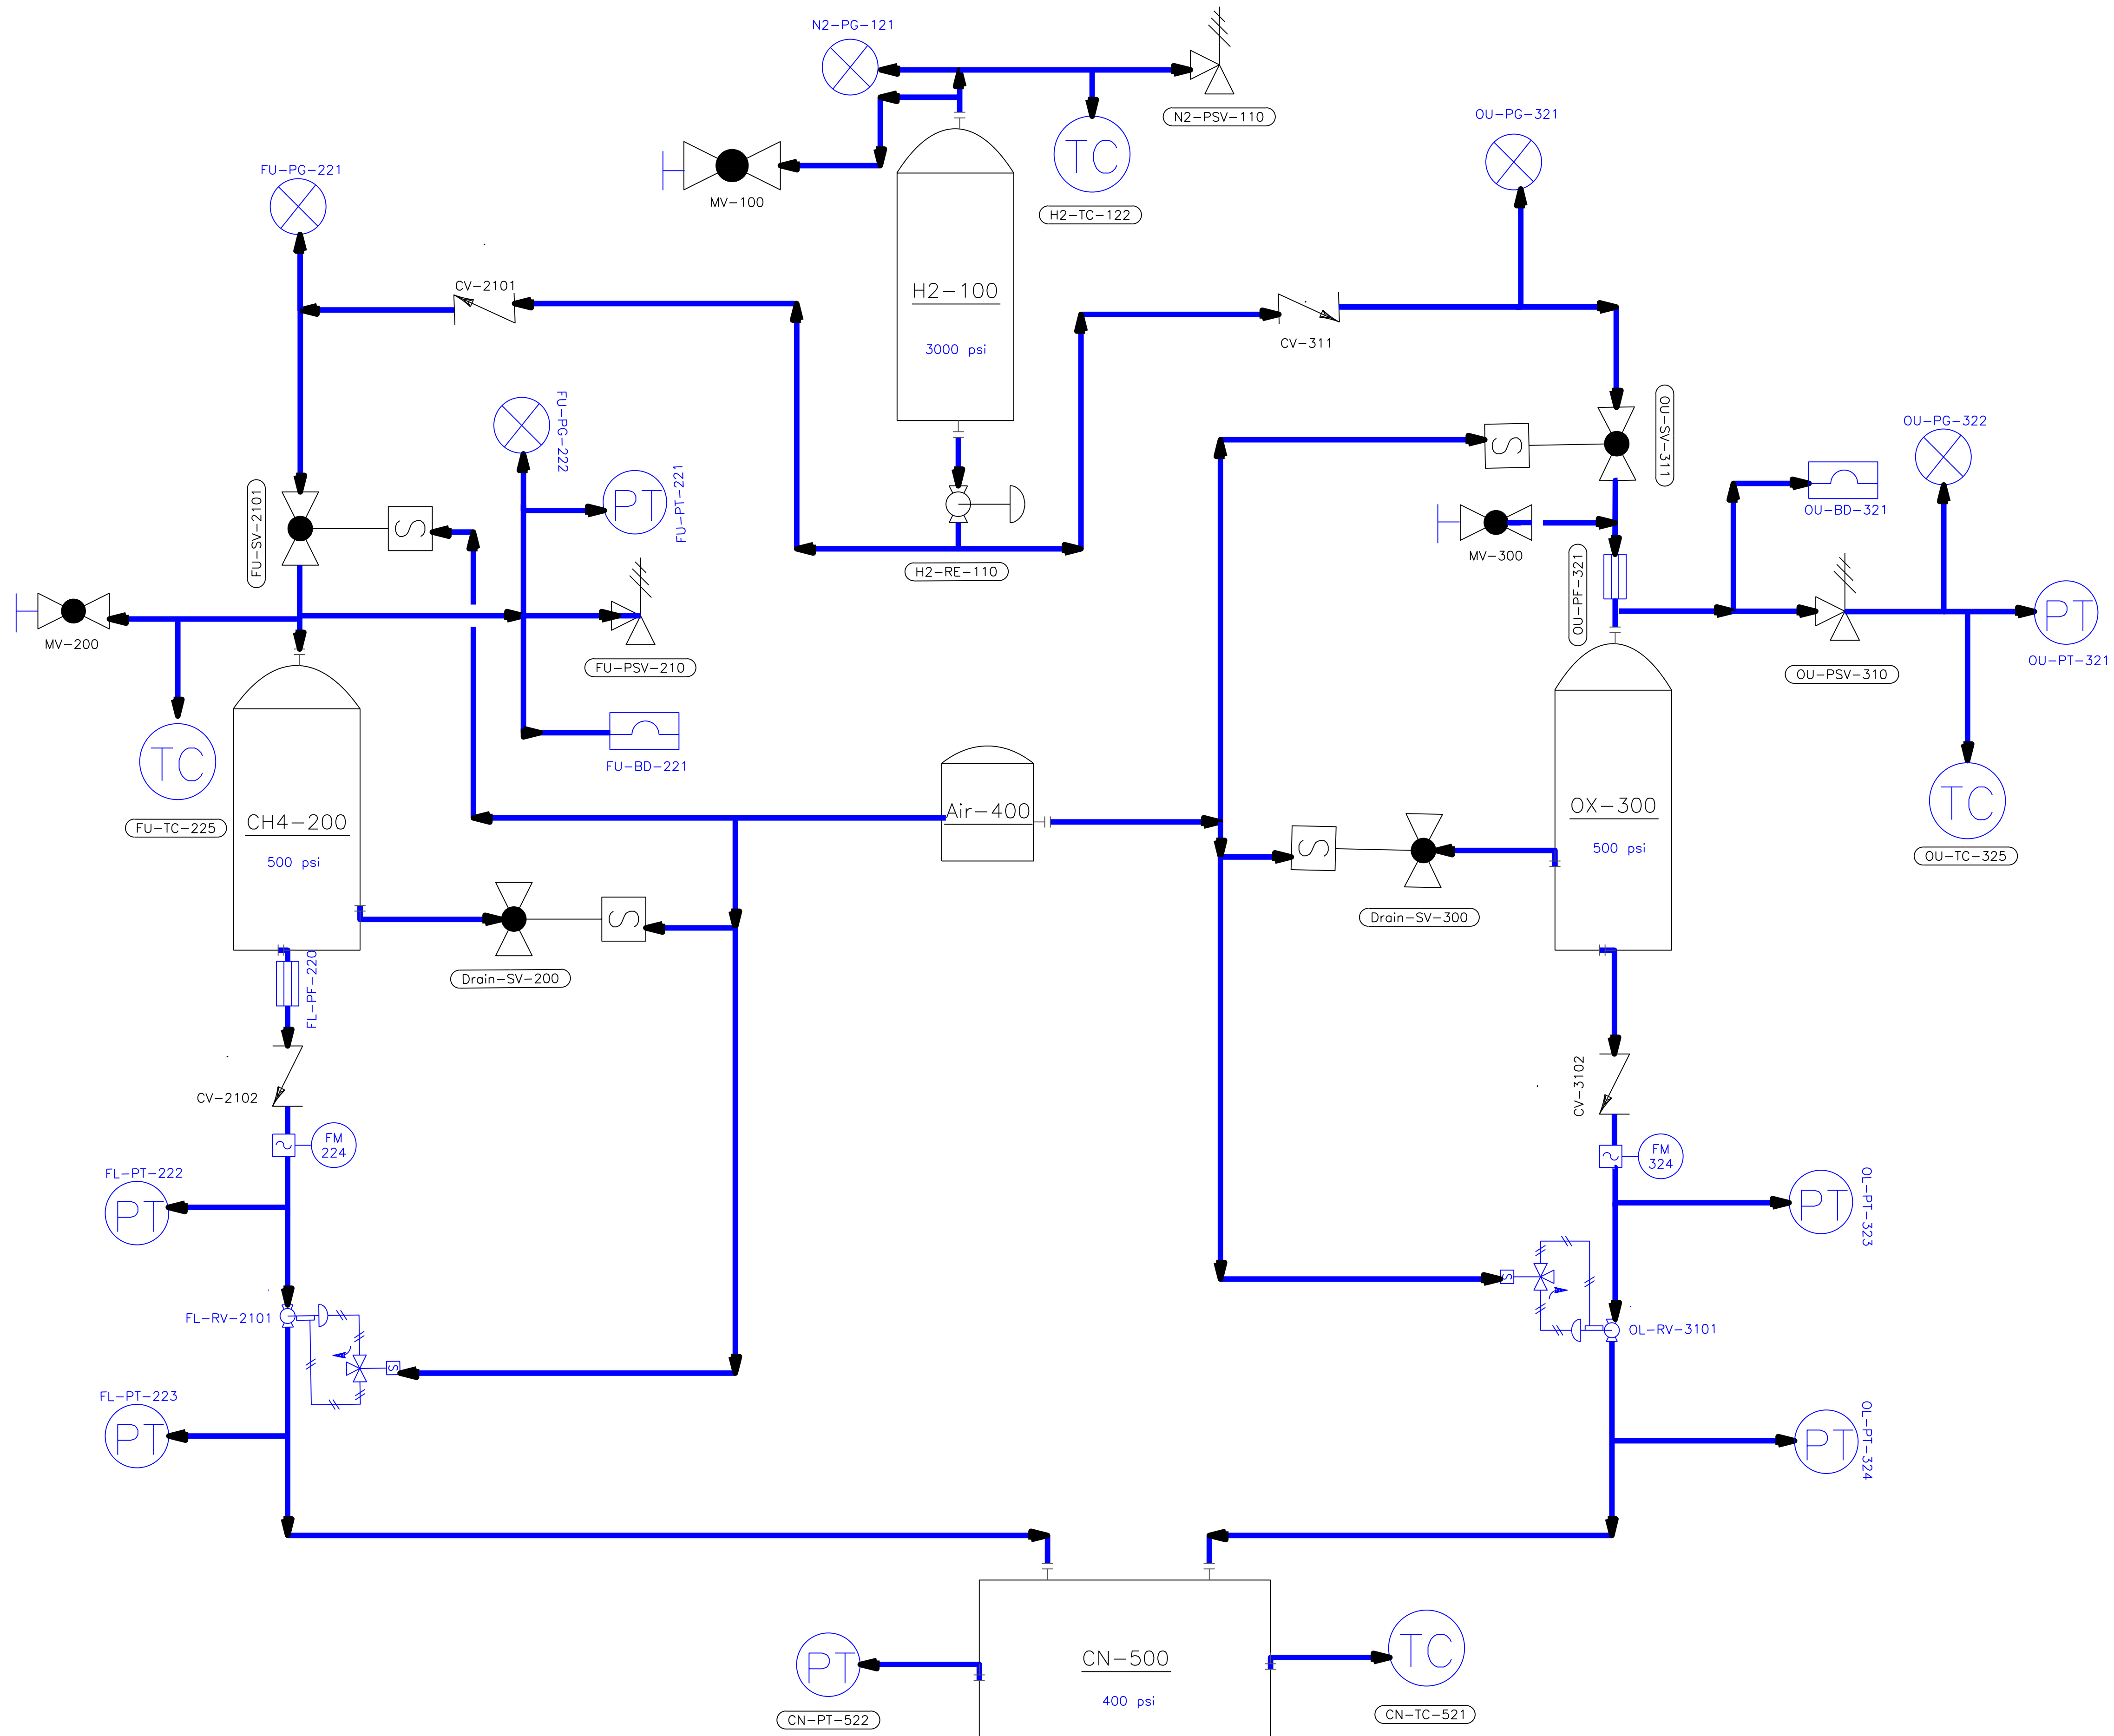 N2-PG-121
N2-PSV-110
TC
H2-TC-122
MV-100
OU-PG-321
FU-PG-221
CV-2101
H2-100
3000 psi
CV-311
FU-PG-222
PT
FU-PT-221
FU-SV-2101
S
S
OU-SV-311
OU-PG-322
OU-BD-321
MV-300
H2-RE-110
OU-PF-321
MV-200
FU-PSV-210
PT
OU-PT-321
OU-PSV-310
TC
FU-TC-225
FU-BD-221
CH4-200
500 psi
Air-400
OX-300
500 psi
TC
OU-TC-325
S
Drain-SV-300
S
Drain-SV-200
FL-PF-220
CV-2102
CV-3102
FM
224
FM
324
FL-PT-222
PT
PT
OL-PT-323
S
FL-RV-2101
OL-RV-3101
S
FL-PT-223
PT
PT
OL-PT-324
CN-500
400 psi
PT
CN-PT-522
TC
CN-TC-521